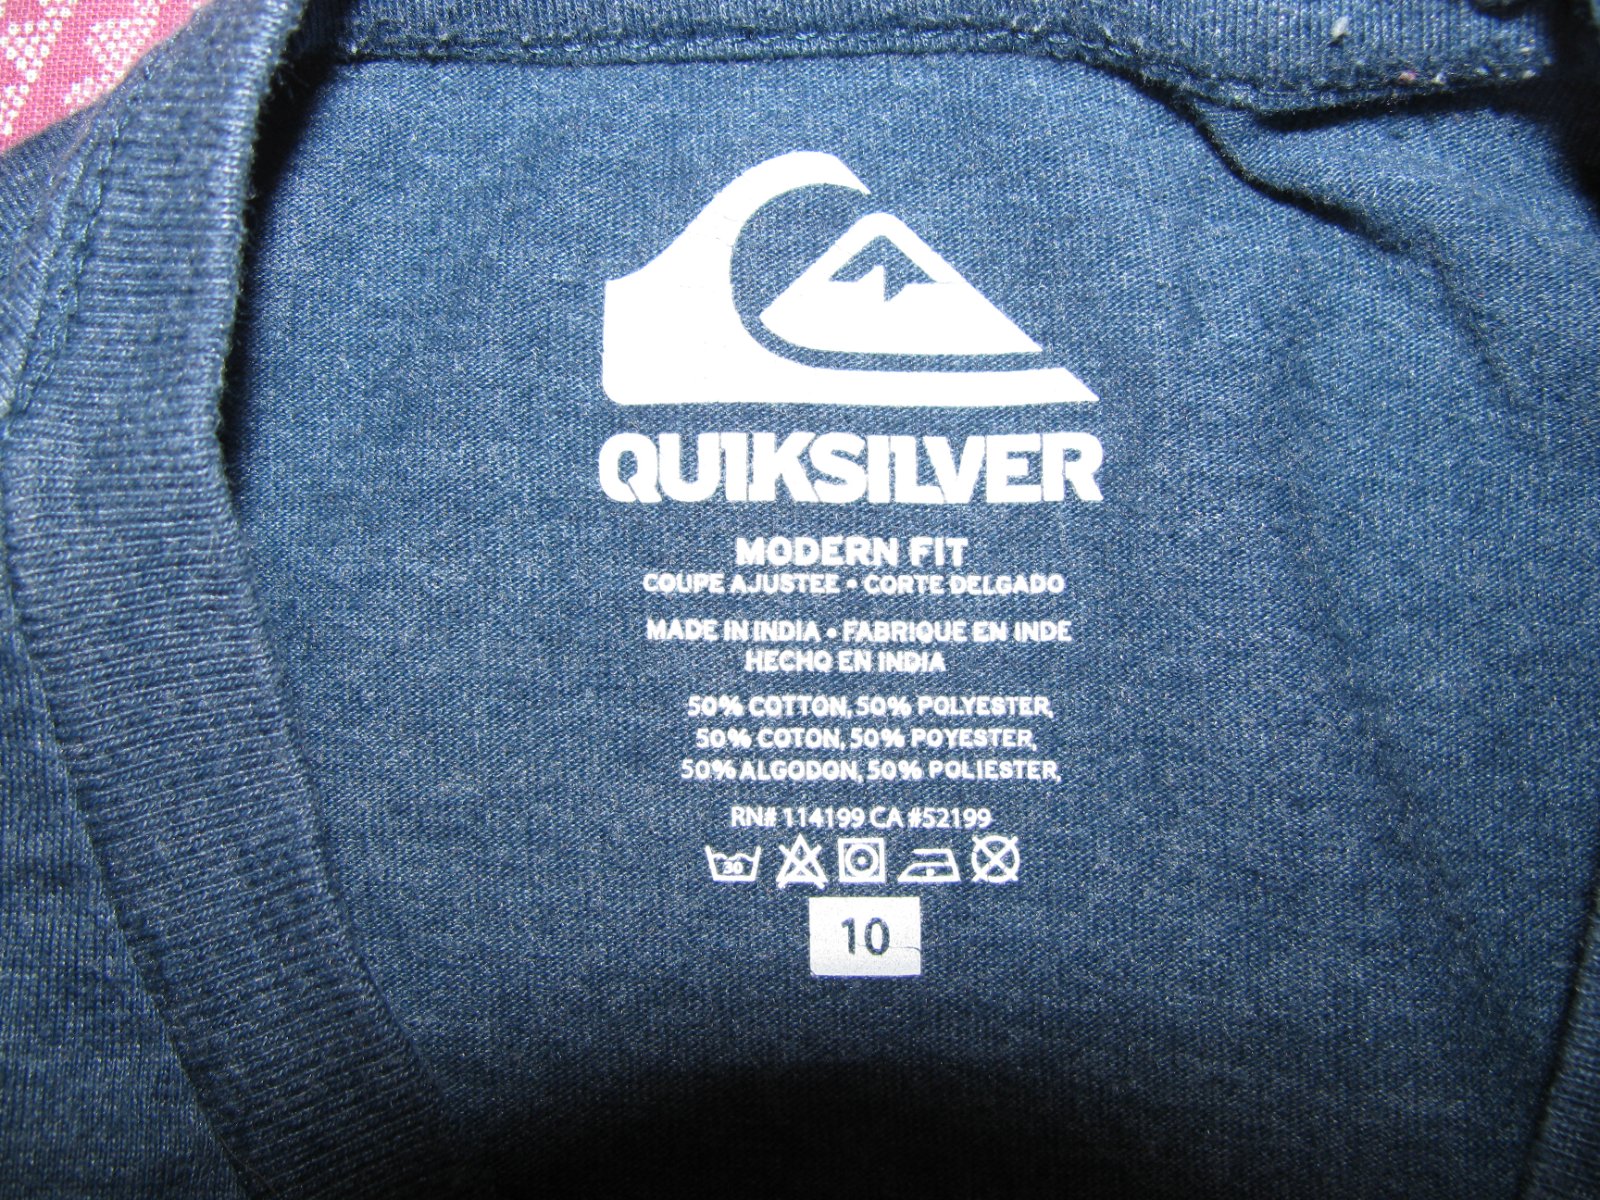 QUIKSILVER
MODERN FIT
COUPE AJUSTEE • CORTE DELGADO
MADE IN INDIA • FABRIQUE EN INDE
HECHO EN INDIA
50% COTTON, 50% POLYESTER,
50% COTON, 50% POYESTER,
50% ALGODON, 50% POLIESTER,
RN# 114199 CA #52199
30
10